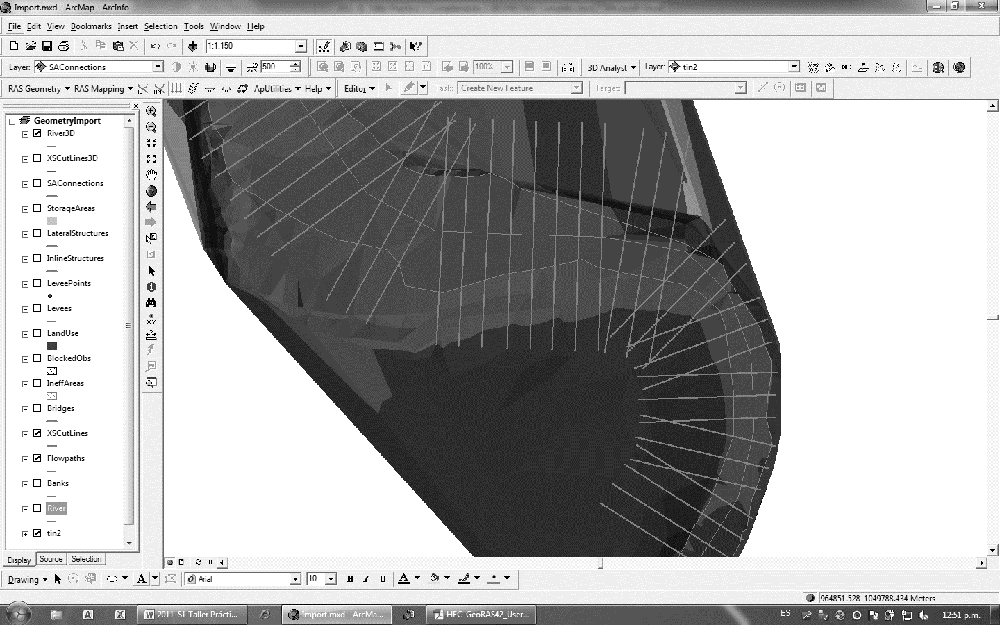 Import.mxd - ArcMap - ArcInfo
File Edit View Bookmarks Insert Selection Tools Window Help
1:1,150
Layer: SAConnections 500 100% 3D Analyst Layer: tin2
RAS Geometry RAS Mapping ApUtilities Help Editor Task: Create New Feature Target:
GeometryImport
River3D
XSCutLines3D
SAConnections
StorageAreas
LateralStructures
InlineStructures
LeveePoints
Levees
LandUse
BlockedObs
IneffAreas
Bridges
XSCutLines
Flowpaths
Banks
River
tin2
Display Source Selection
Drawing A Arial 10 B I U A
964851.528 1049788.434 Meters
2011-S1 Taller Prácti... Import.mxd - ArcMa... HEC-GeoRAS42_User... ES 12:51 p.m.